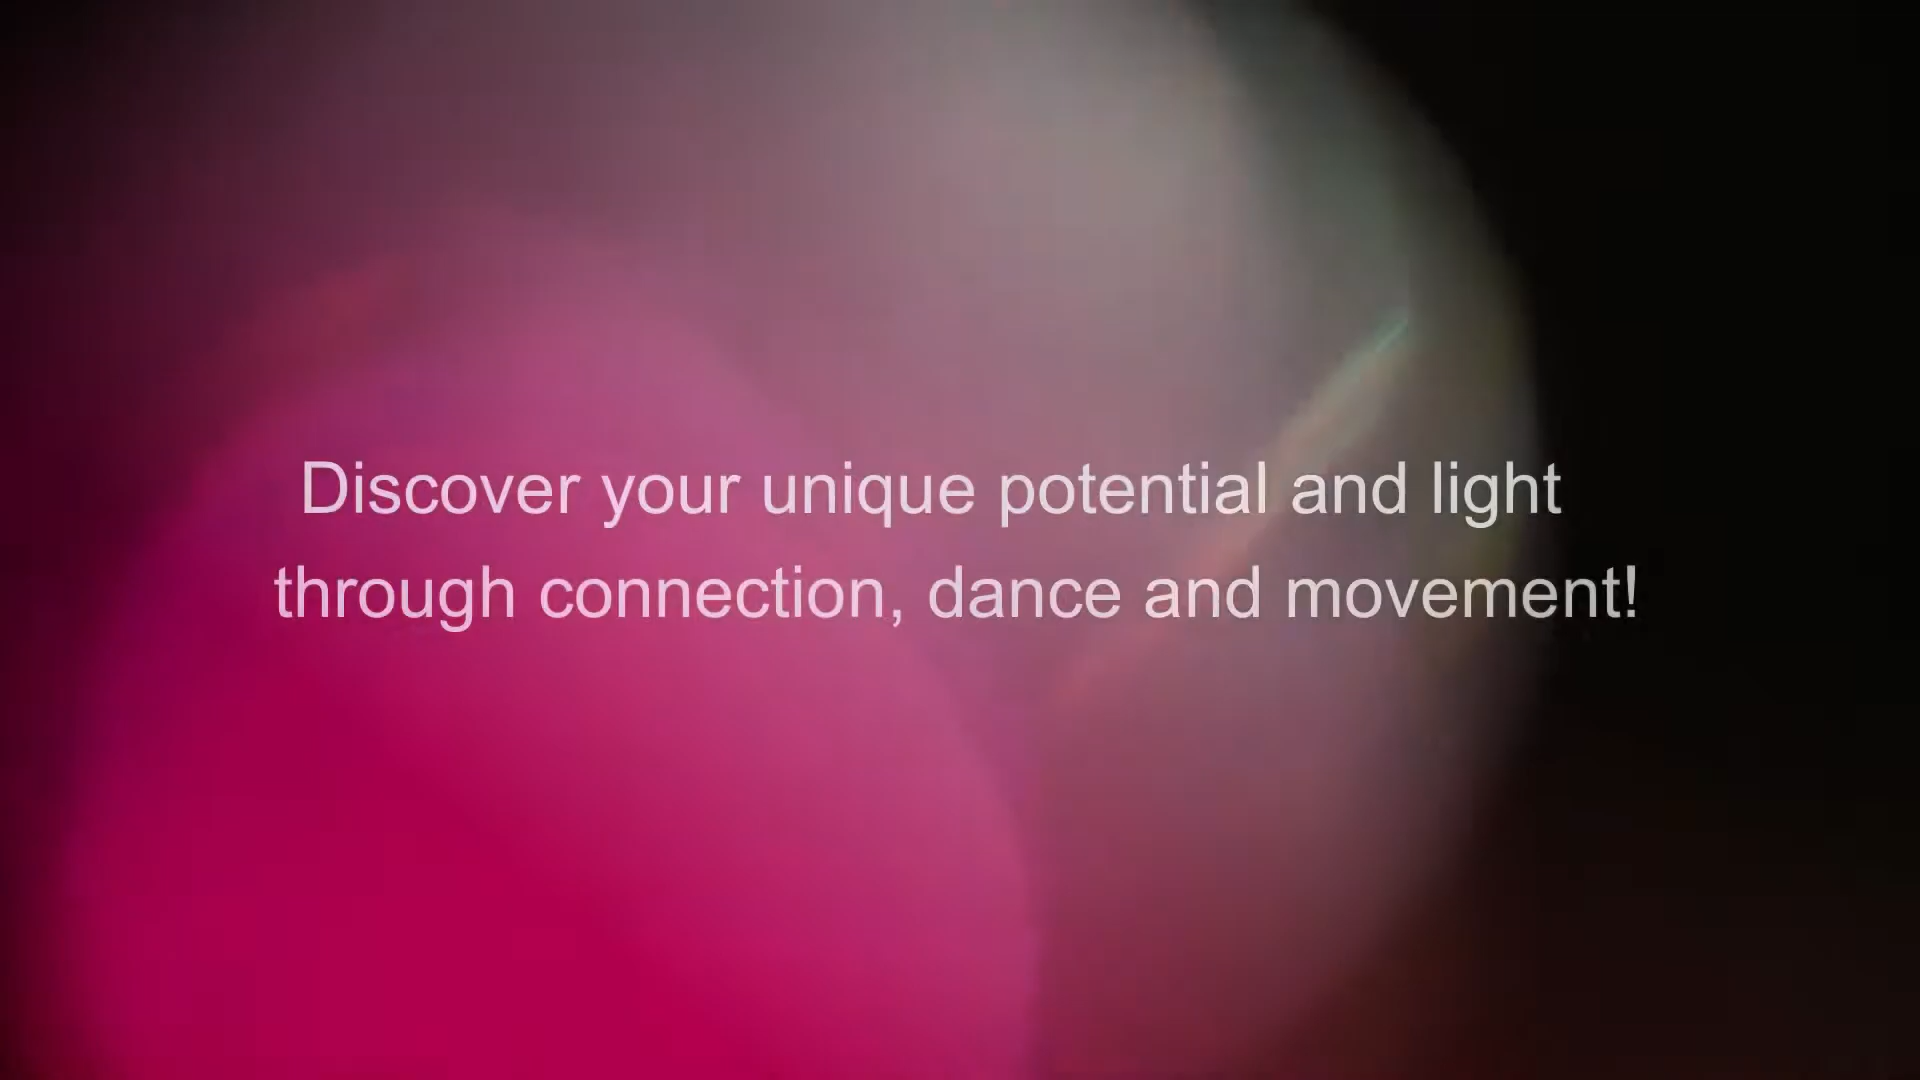 Discover your unique potential and light
through connection, dance and movement!